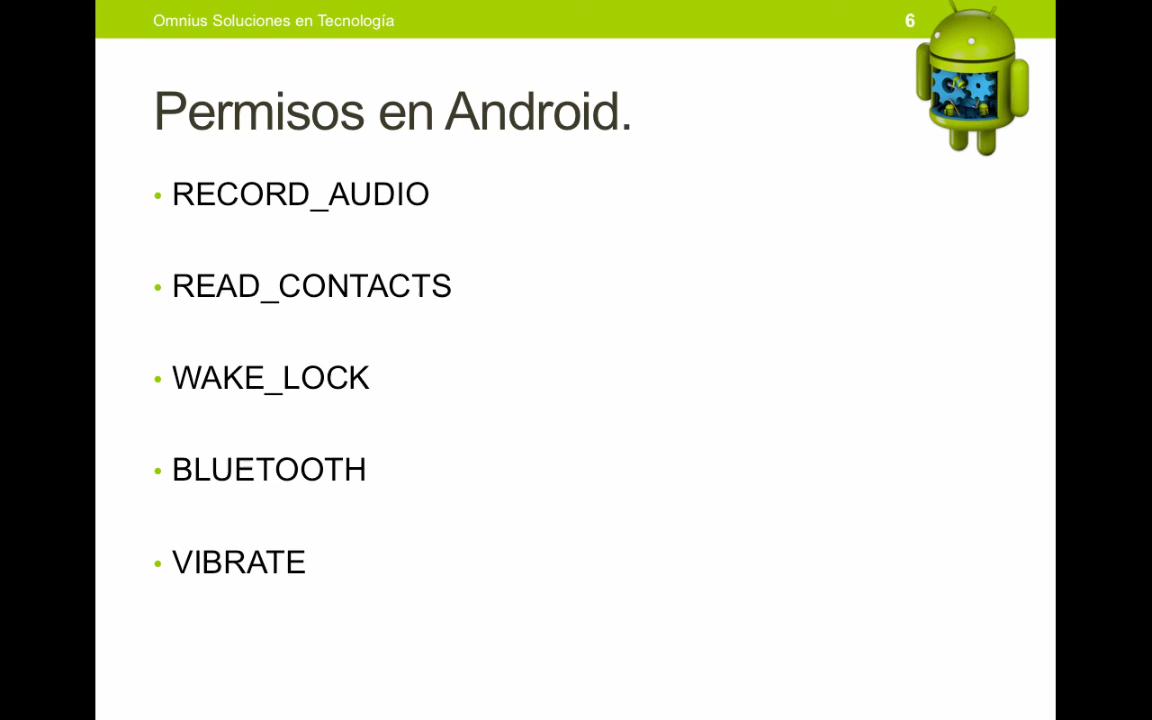 Omnius Soluciones en Tecnología
6
Permisos en Android.
• RECORD_AUDIO
• READ_CONTACTS
• WAKE_LOCK
• BLUETOOTH
• VIBRATE